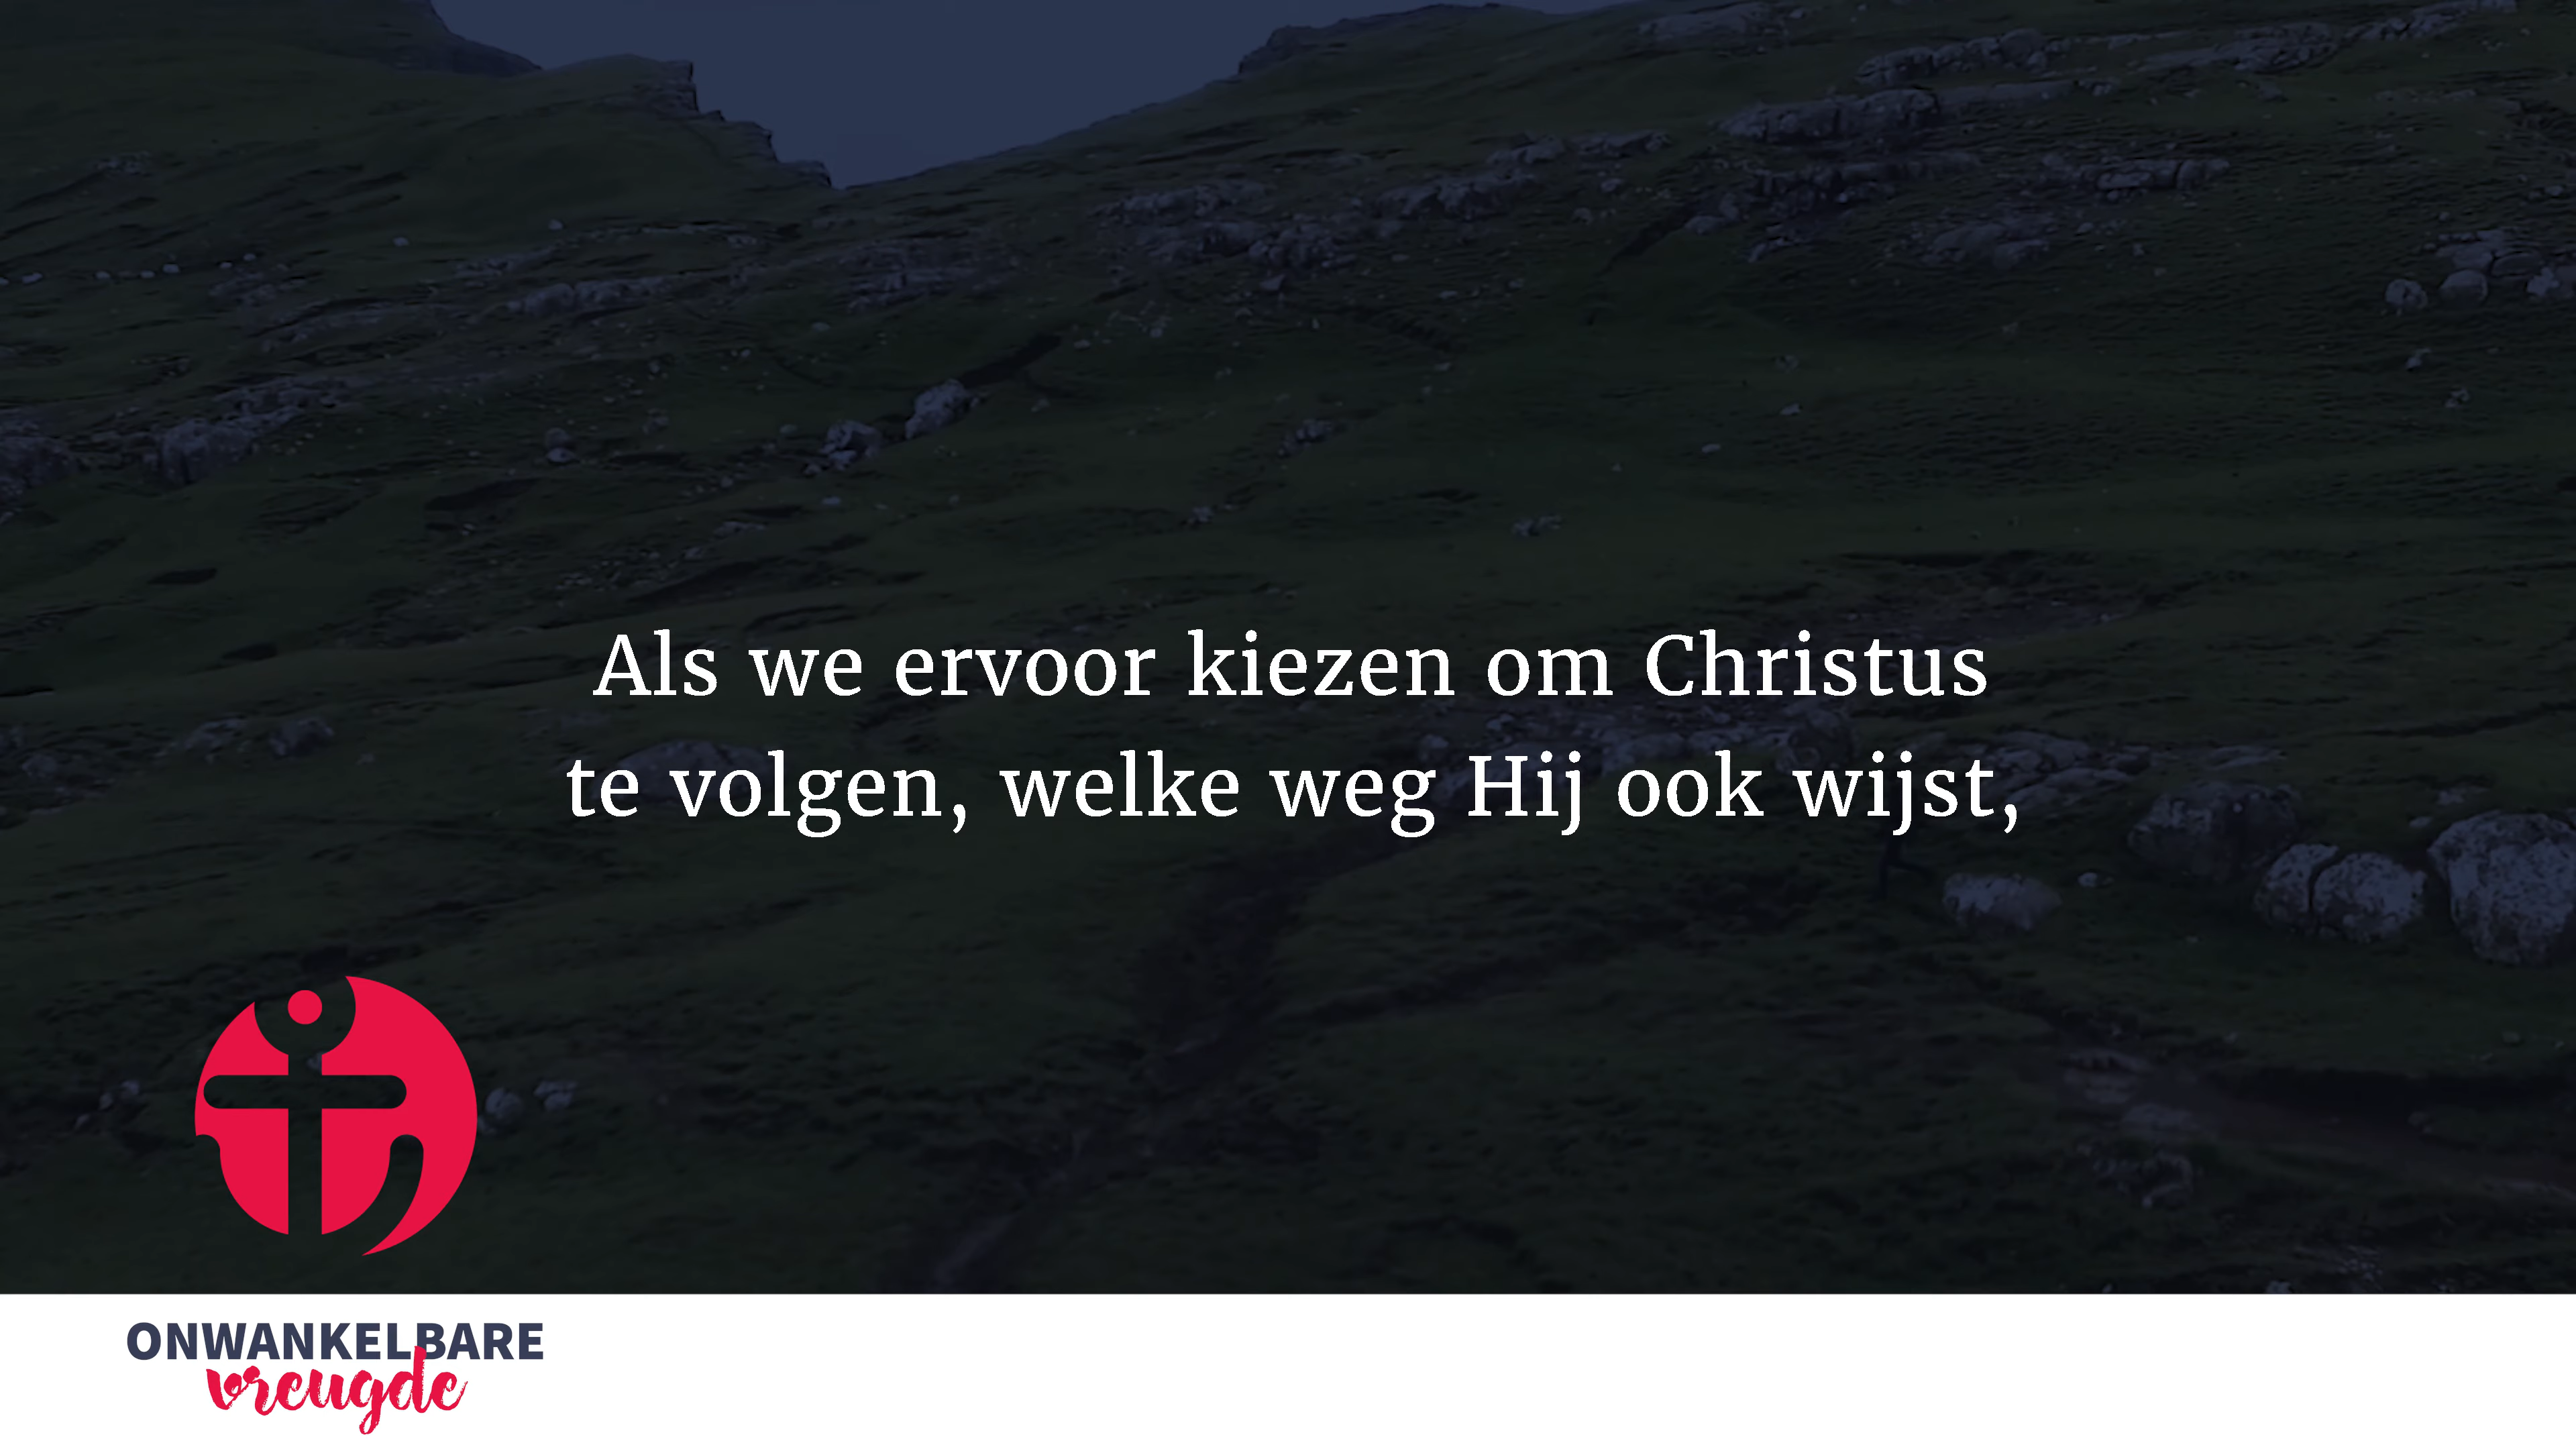 Als we ervoor kiezen om Christus
te volgen, welke weg Hij ook wijst,
ONWANKELBARE
vreugde